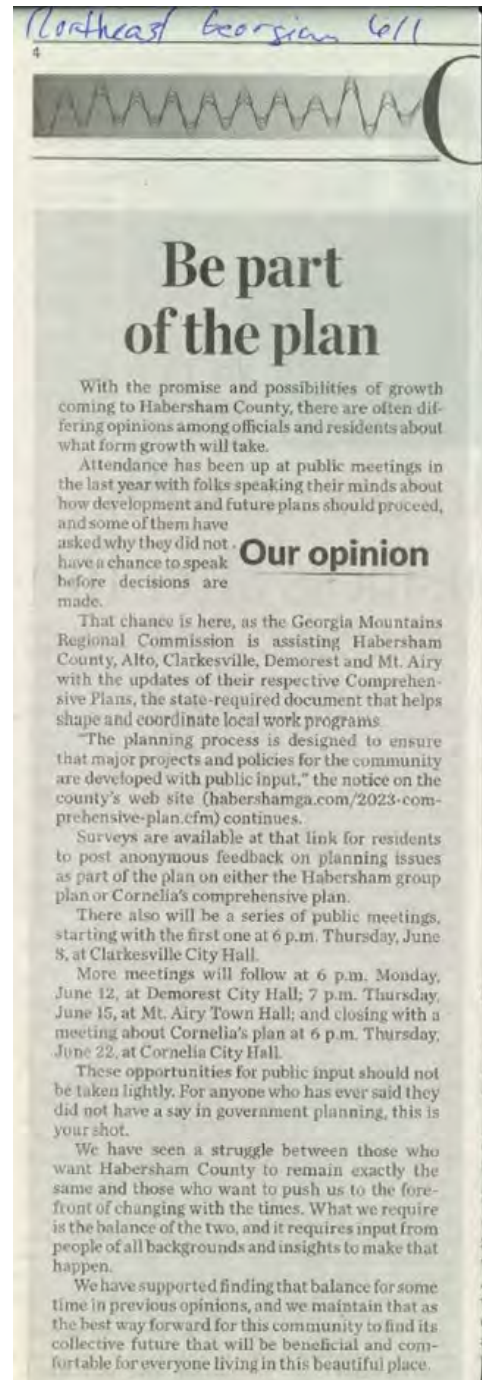 Northeast Georgian 6/1
4
Be part
of the plan
With the promise and possibilities of growth
coming to Habersham County, there are often dif-
fering opinions among officials and residents about
what form growth will take.
Attendance has been up at public meetings in
the last year with folks speaking their minds about
how development and future plans should proceed,
and some of them have
asked why they did not
have a chance to speak
before decisions are
made.
Our opinion
That chance is here, as the Georgia Mountains
Regional Commission is assisting Habersham
County, Alto, Clarkesville, Demorest and Mt. Airy
with the updates of their respective Comprehen-
sive Plans, the state-required document that helps
shape and coordinate local work programs.
"The planning process is designed to ensure
that major projects and policies for the community
are developed with public input," the notice on the
county's web site (habershamga.com/2023-com-
prehensive-plan.cfm) continues.
Surveys are available at that link for residents
to post anonymous feedback on planning issues
as part of the plan on either the Habersham group
plan or Cornelia's comprehensive plan.
There also will be a series of public meetings,
starting with the first one at 6 p.m. Thursday, June
8, at Clarkesville City Hall.
More meetings will follow at 6 p.m. Monday,
June 12, at Demorest City Hall; 7 p.m. Thursday,
June 15, at Mt. Airy Town Hall; and closing with a
meeting about Cornelia's plan at 6 p.m. Thursday,
June 22, at Cornelia City Hall.
These opportunities for public input should not
be taken lightly. For anyone who has ever said they
did not have a say in government planning, this is
your shot.
We have seen a struggle between those who
want Habersham County to remain exactly the
same and those who want to push us to the fore-
front of changing with the times. What we require
is the balance of the two, and it requires input from
people of all backgrounds and insights to make that
happen.
We have supported finding that balance for some
time in previous opinions, and we maintain that as
the best way forward for this community to find its
collective future that will be beneficial and com-
fortable for everyone living in this beautiful place.